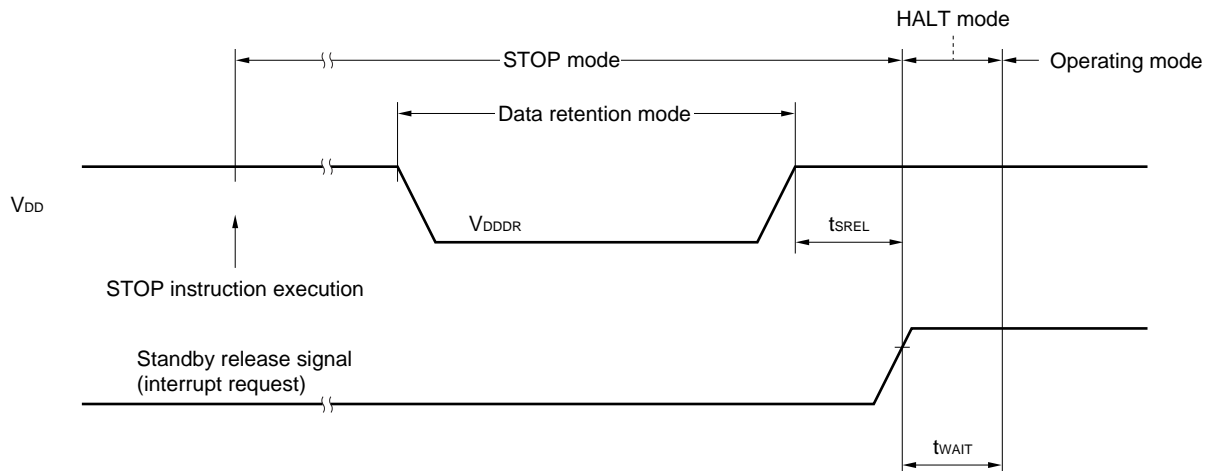 HALT mode
STOP mode
Operating mode
Data retention mode
VDD
VDDDR
tSREL
STOP instruction execution
Standby release signal
(interrupt request)
tWAIT